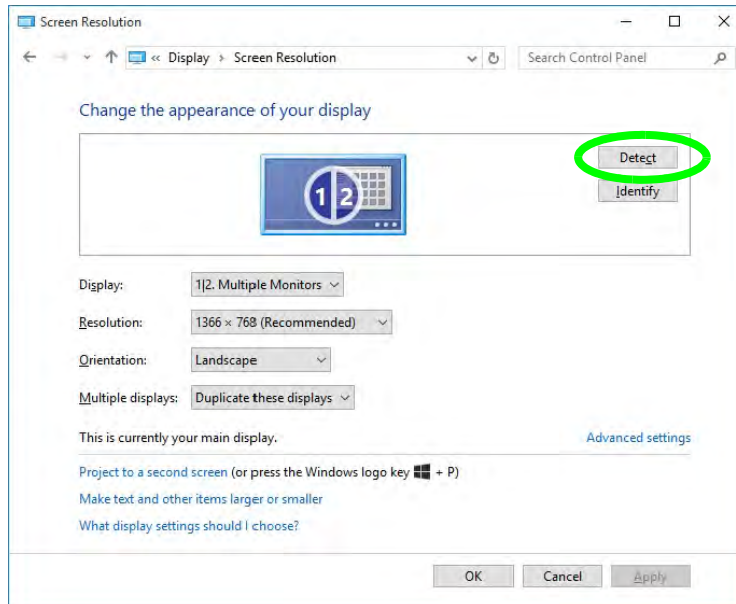 Screen Resolution
« Display › Screen Resolution
Search Control Panel
Change the appearance of your display
1|2
Detect
Identify
Display: 1|2. Multiple Monitors
Resolution: 1366 × 768 (Recommended)
Orientation: Landscape
Multiple displays: Duplicate these displays
This is currently your main display.
Advanced settings
Project to a second screen (or press the Windows logo key + P)
Make text and other items larger or smaller
What display settings should I choose?
OK Cancel Apply